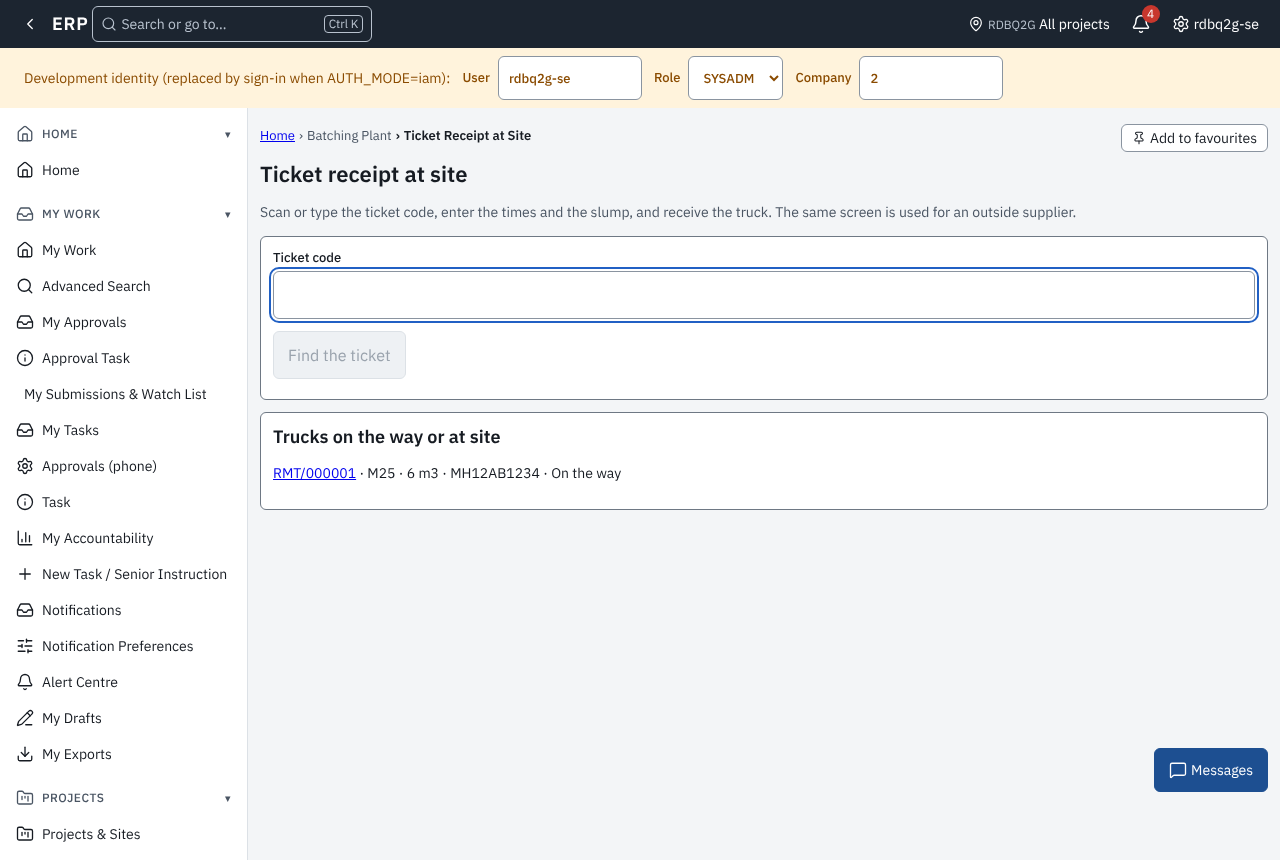 ERP
Search or go to...
Ctrl K
RDBQ2G All projects
4
rdbq2g-se
Development identity (replaced by sign-in when AUTH_MODE=iam): User rdbq2g-se Role SYSADM Company 2
HOME
Home
MY WORK
My Work
Advanced Search
My Approvals
Approval Task
My Submissions & Watch List
My Tasks
Approvals (phone)
Task
My Accountability
New Task / Senior Instruction
Notifications
Notification Preferences
Alert Centre
My Drafts
My Exports
PROJECTS
Projects & Sites
Home › Batching Plant › Ticket Receipt at Site
Add to favourites
Ticket receipt at site
Scan or type the ticket code, enter the times and the slump, and receive the truck. The same screen is used for an outside supplier.
Ticket code
Find the ticket
Trucks on the way or at site
RMT/000001 · M25 · 6 m3 · MH12AB1234 · On the way
Messages